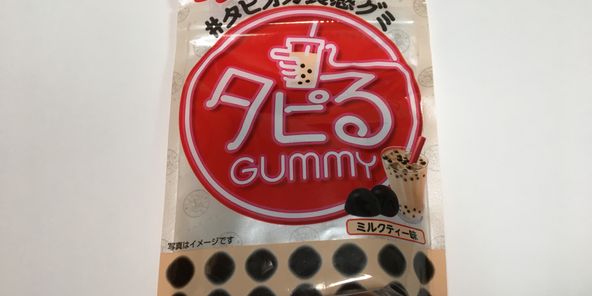 #タピオカ食感グミ
タピる
GUMMY
ミルクティー味
写真はイメージです